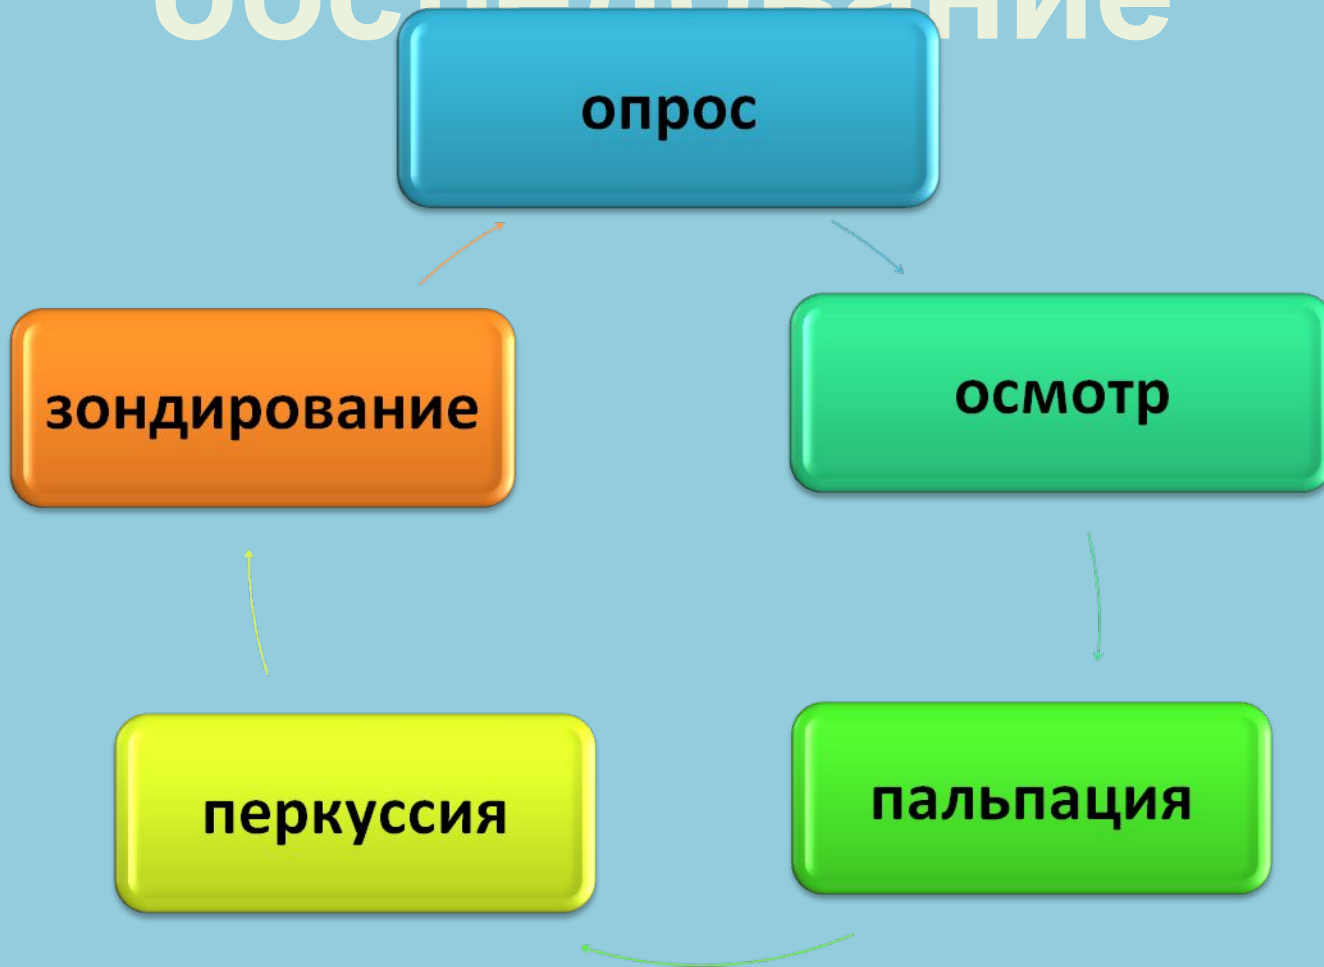 опрос
осмотр
пальпация
перкуссия
зондирование